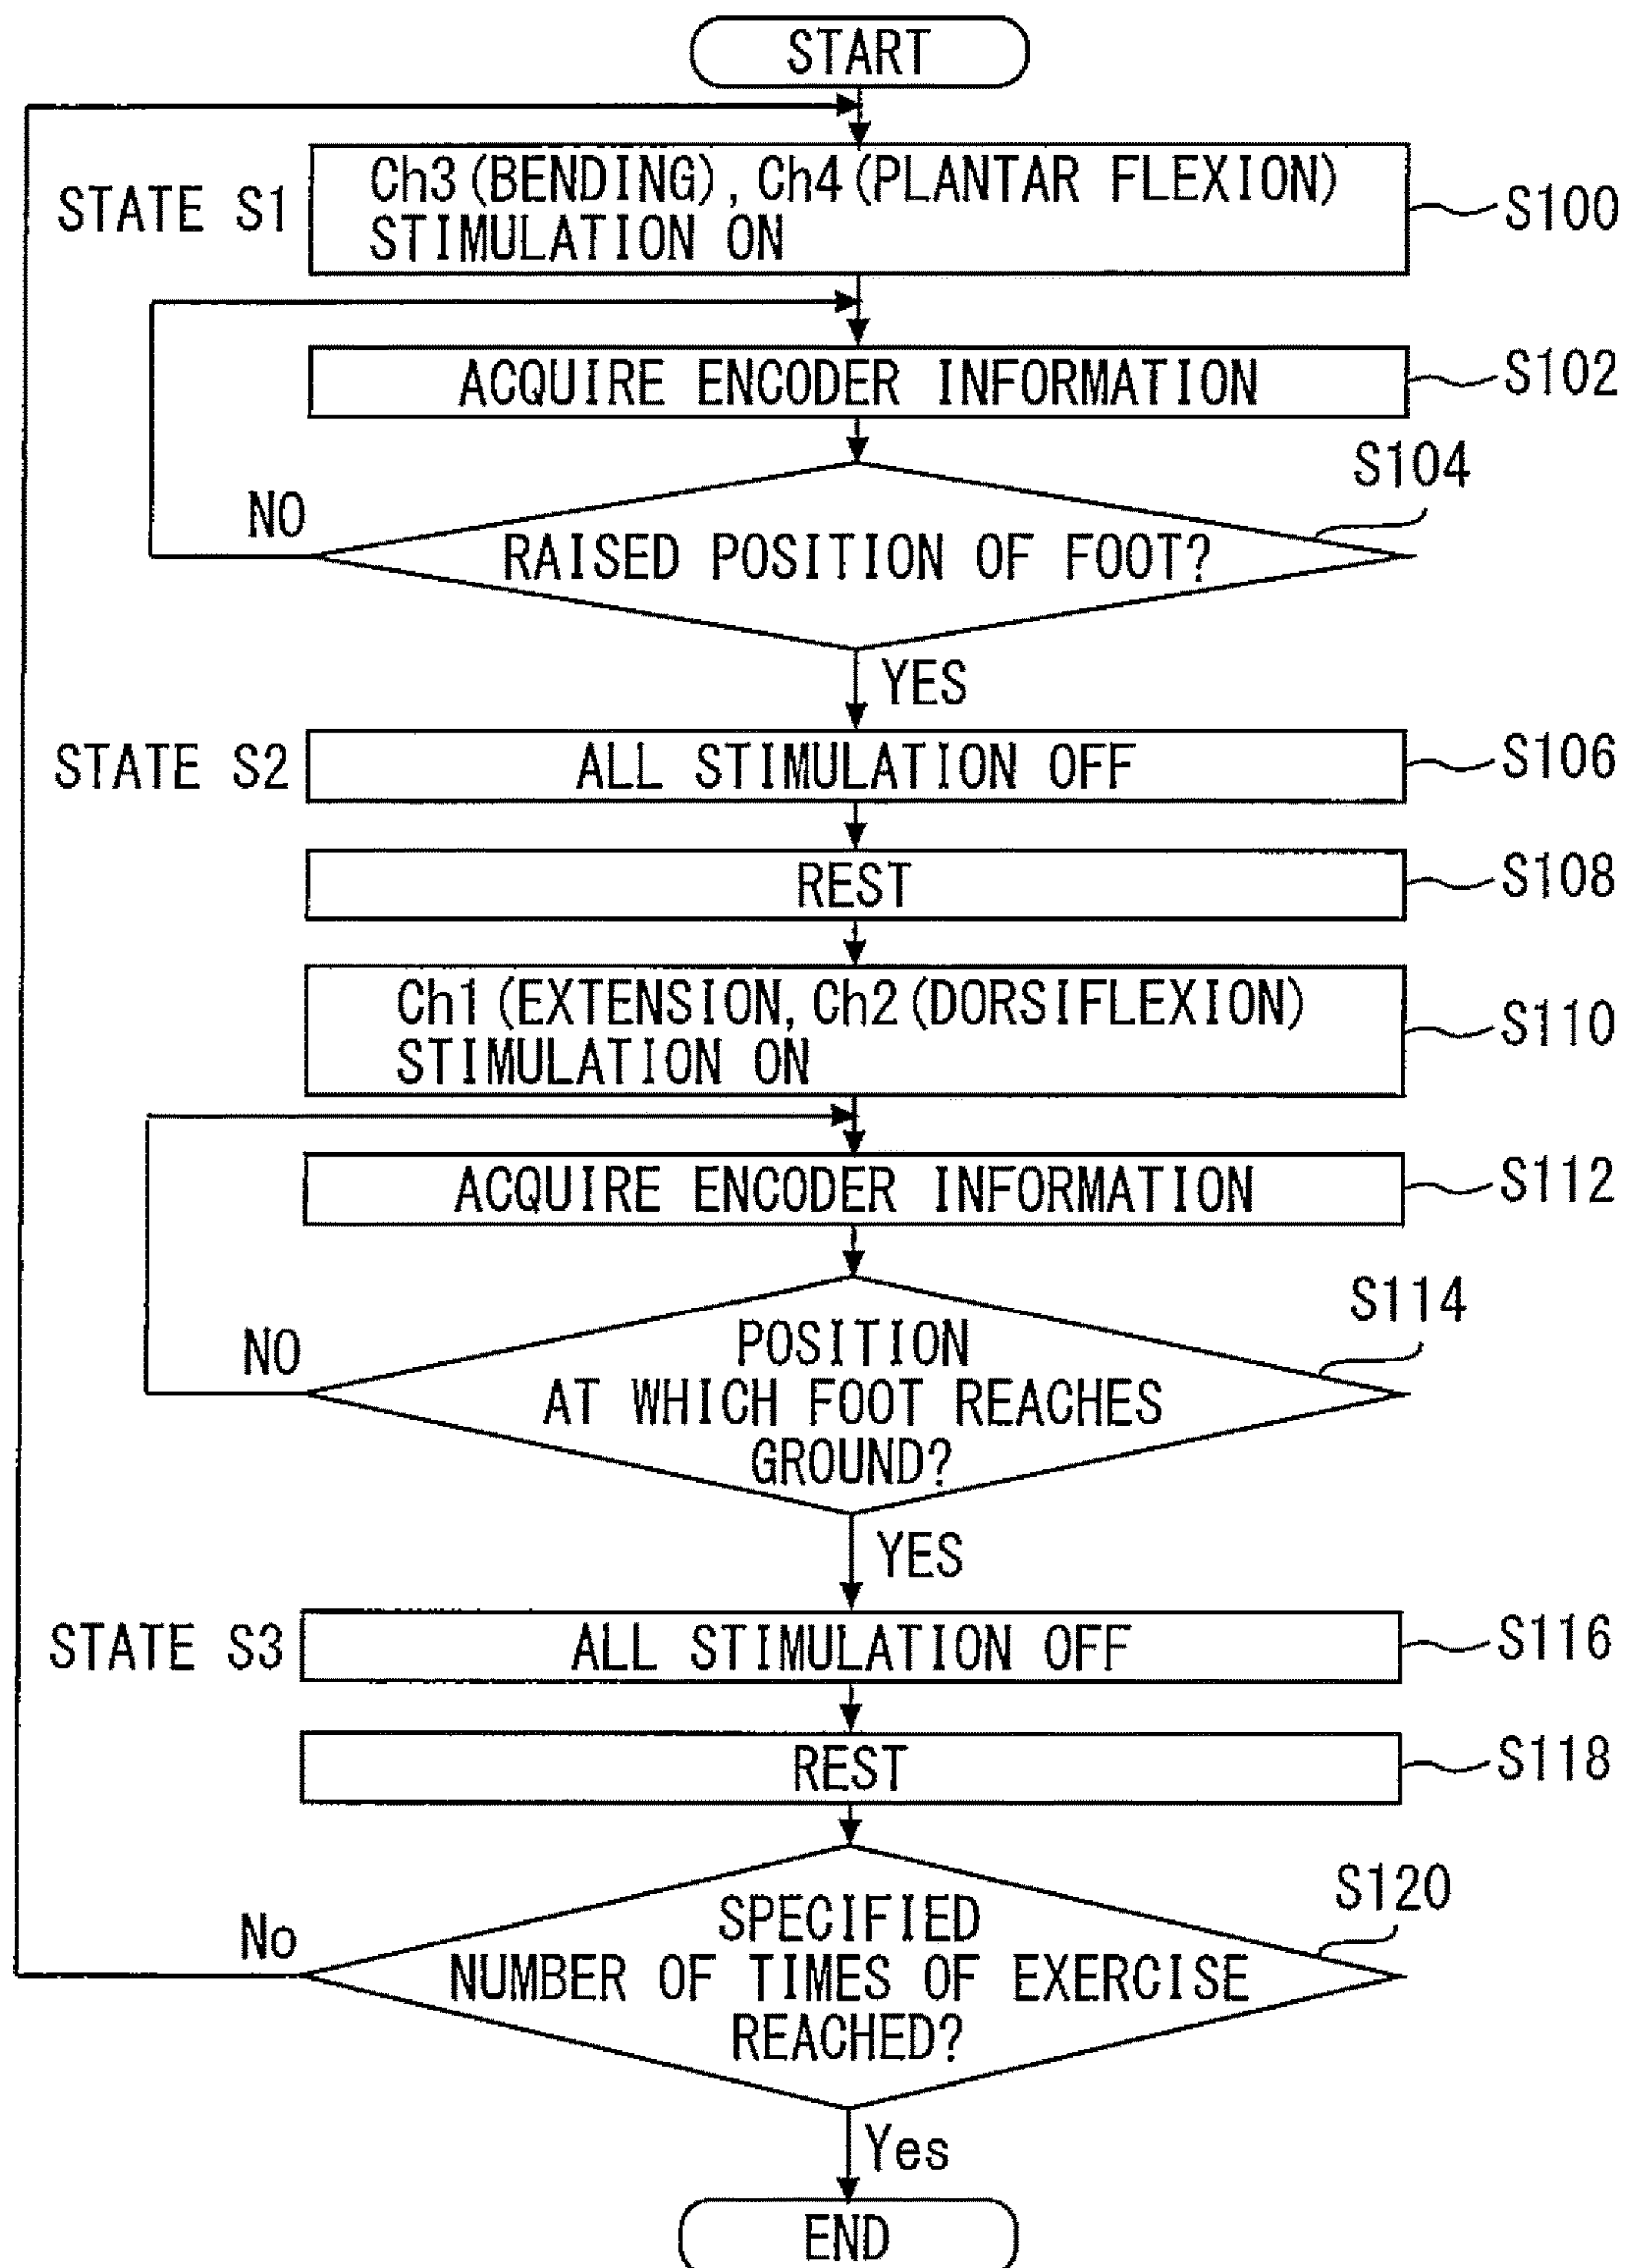 START
STATE S1
Ch3(BENDING), Ch4(PLANTAR FLEXION)
STIMULATION ON
S100
ACQUIRE ENCODER INFORMATION
S102
S104
NO
RAISED POSITION OF FOOT?
YES
STATE S2
ALL STIMULATION OFF
S106
REST
S108
Ch1(EXTENSION, Ch2(DORSIFLEXION)
STIMULATION ON
S110
ACQUIRE ENCODER INFORMATION
S112
S114
NO
POSITION
AT WHICH FOOT REACHES
GROUND?
YES
STATE S3
ALL STIMULATION OFF
S116
REST
S118
S120
No
SPECIFIED
NUMBER OF TIMES OF EXERCISE
REACHED?
Yes
END